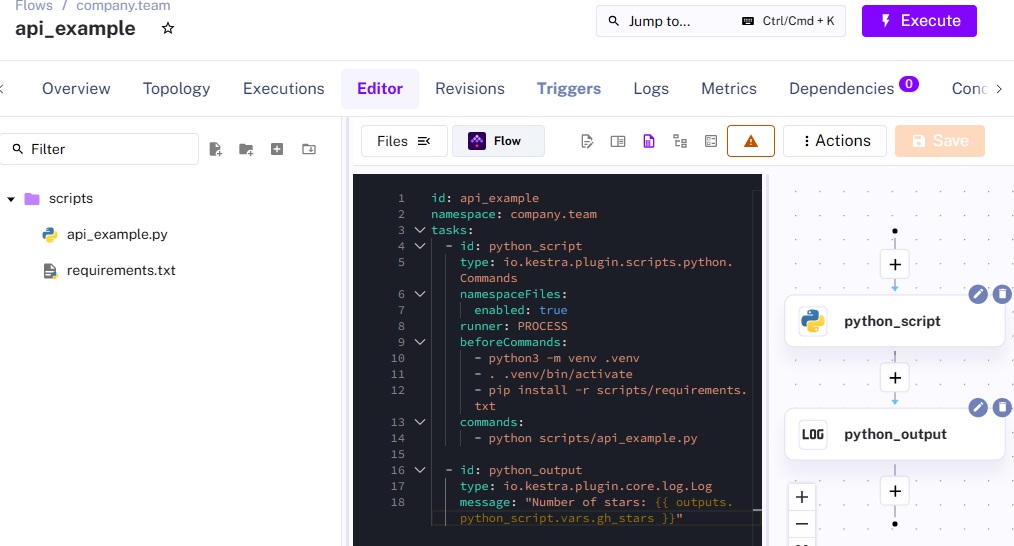 Flows / company.team
api_example
Jump to... Ctrl/Cmd + K
Execute
Overview Topology Executions Editor Revisions Triggers Logs Metrics Dependencies 0
Filter
Files Flow Actions Save
scripts
api_example.py
requirements.txt
1 id: api_example
2 namespace: company.team
3 tasks:
4 - id: python_script
5 type: io.kestra.plugin.scripts.python.
Commands
6 namespaceFiles:
7 enabled: true
8 runner: PROCESS
9 beforeCommands:
10 - python3 -m venv .venv
11 - . .venv/bin/activate
12 - pip install -r scripts/requirements.
txt
13 commands:
14 - python scripts/api_example.py
15
16 - id: python_output
17 type: io.kestra.plugin.core.log.Log
18 message: "Number of stars: {{ outputs.
python_script.vars.gh_stars }}"
python_script
LOG python_output